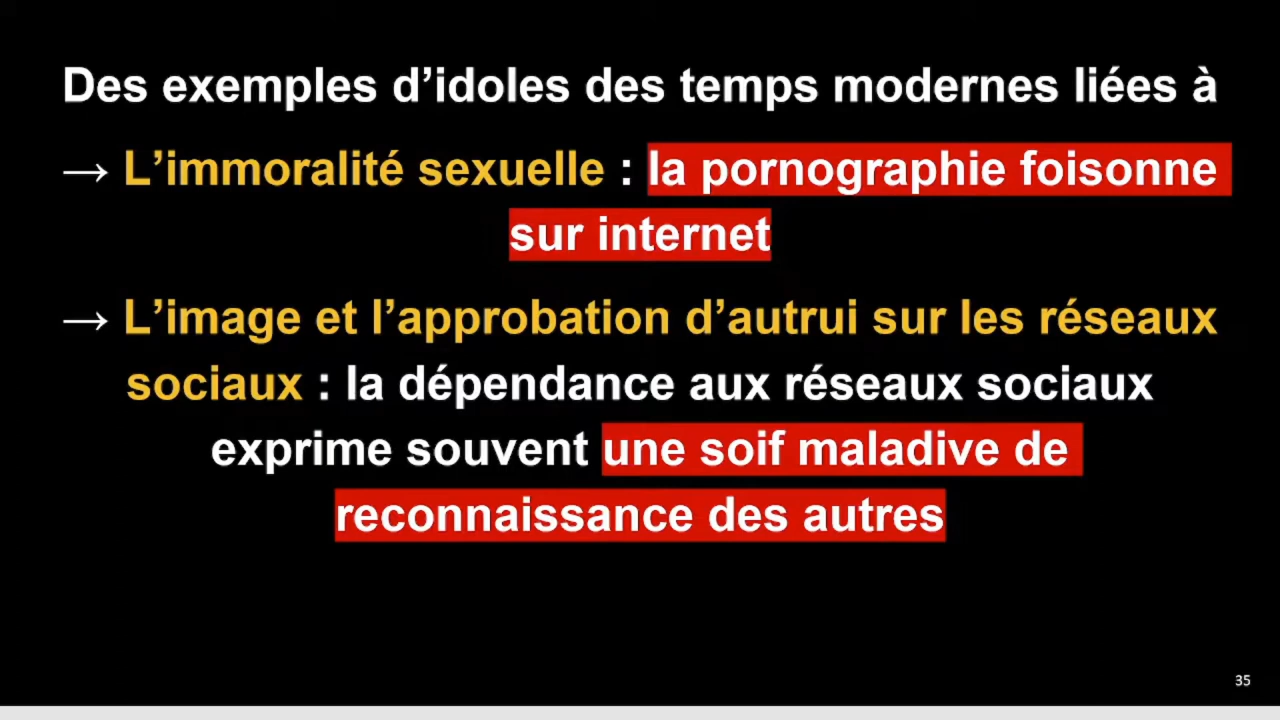 Des exemples d’idoles des temps modernes liées à
→ L’immoralité sexuelle : la pornographie foisonne
sur internet
→ L’image et l’approbation d’autrui sur les réseaux
sociaux : la dépendance aux réseaux sociaux
exprime souvent une soif maladive de
reconnaissance des autres
35